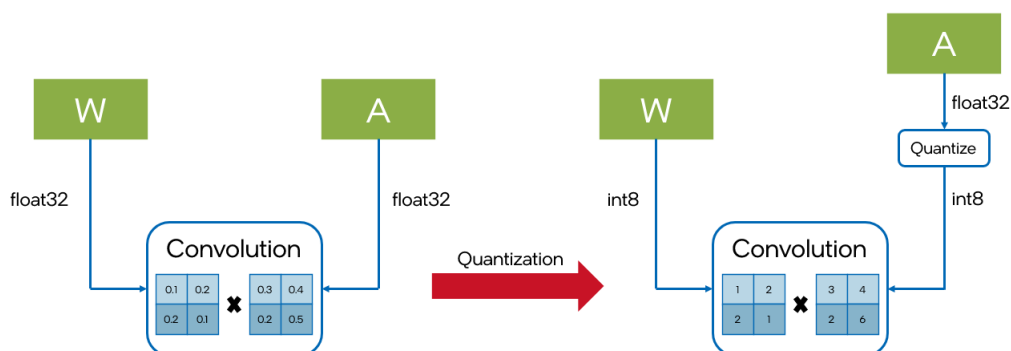 W
float32
A
float32
Convolution
0.1 0.2
0.2 0.1
×
0.3 0.4
0.2 0.5
Quantization
W
int8
A
float32
Quantize
int8
Convolution
1 2
2 1
×
3 4
2 6